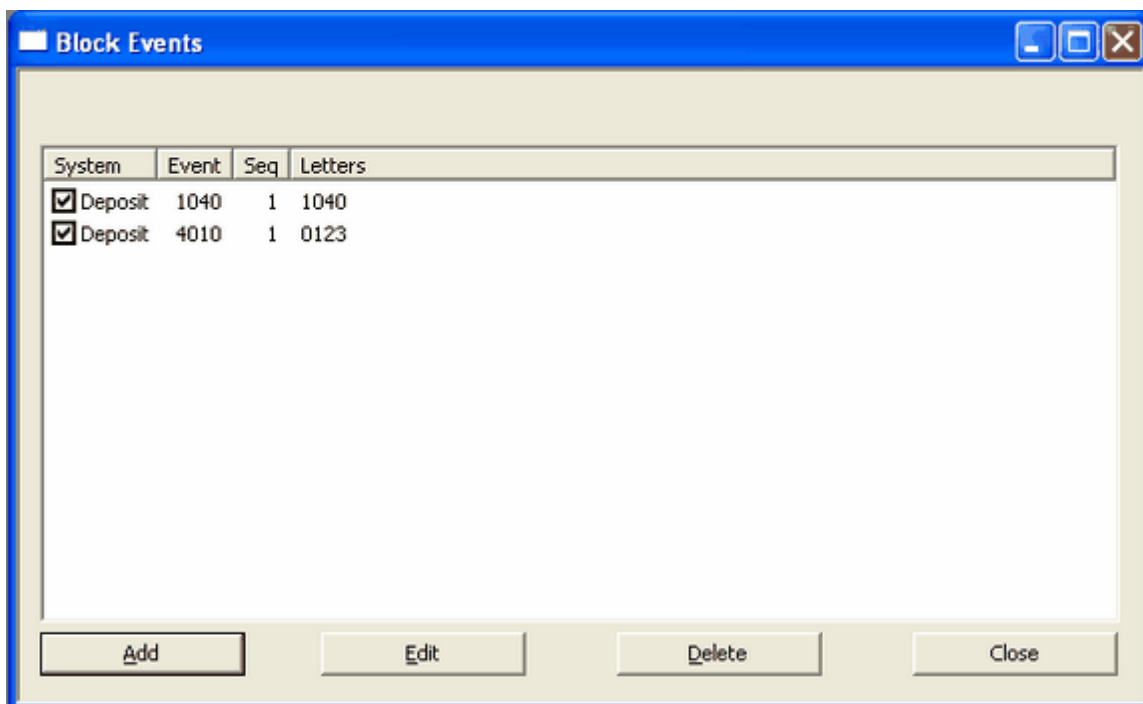 Block Events
System Event Seq Letters
Deposit 1040 1 1040
Deposit 4010 1 0123
Add Edit Delete Close